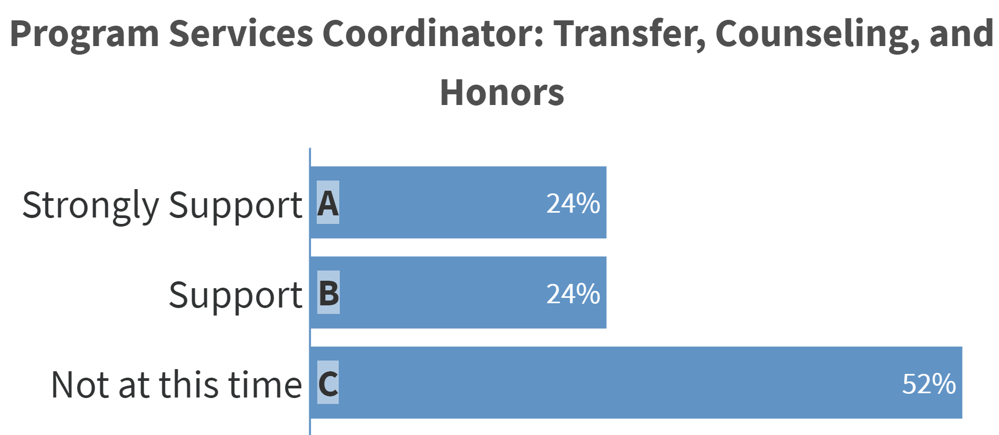 Program Services Coordinator: Transfer, Counseling, and
Honors
Strongly Support A 24%
Support B 24%
Not at this time C 52%